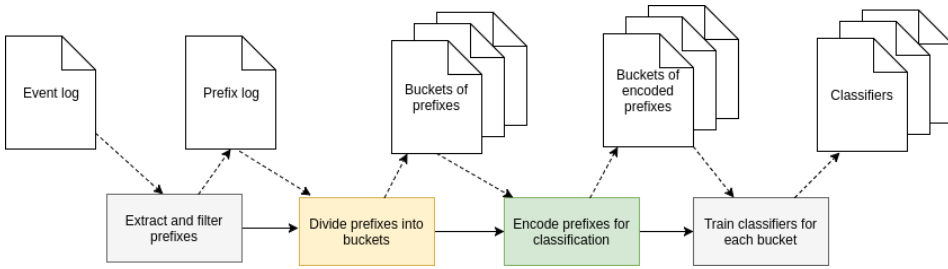 Event log
Prefix log
Buckets of
prefixes
Buckets of
encoded
prefixes
Classifiers
Extract and filter
prefixes
Divide prefixes into
buckets
Encode prefixes for
classification
Train classifiers for
each bucket